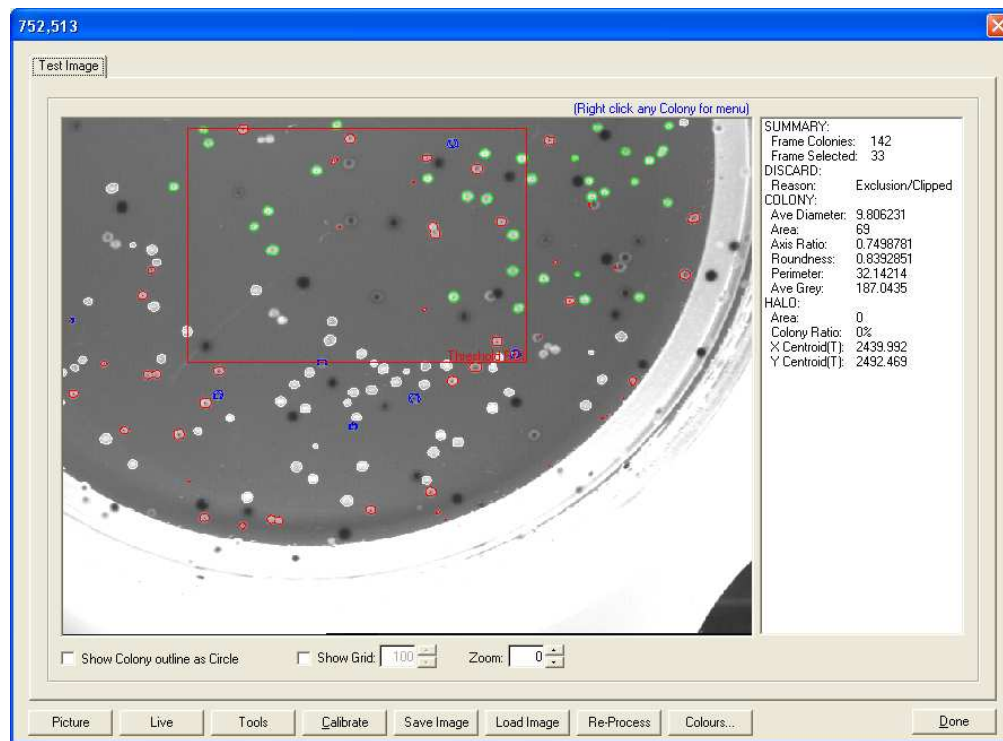 752,513
Test Image
(Right click any Colony for menu)
SUMMARY:
Frame Colonies: 142
Frame Selected: 33
DISCARD:
Reason: Exclusion/Clipped
COLONY:
Ave Diameter: 9.806231
Area: 69
Axis Ratio: 0.7498781
Roundness: 0.8392851
Perimeter: 32.14214
Ave Grey: 187.0435
HALO:
Area: 0
Colony Ratio: 0%
X Centroid(T): 2439.992
Y Centroid(T): 2492.469
Threshold
Show Colony outline as Circle
Show Grid: 100
Zoom: 0
Picture Live Tools Calibrate Save Image Load Image Re-Process Colours... Done